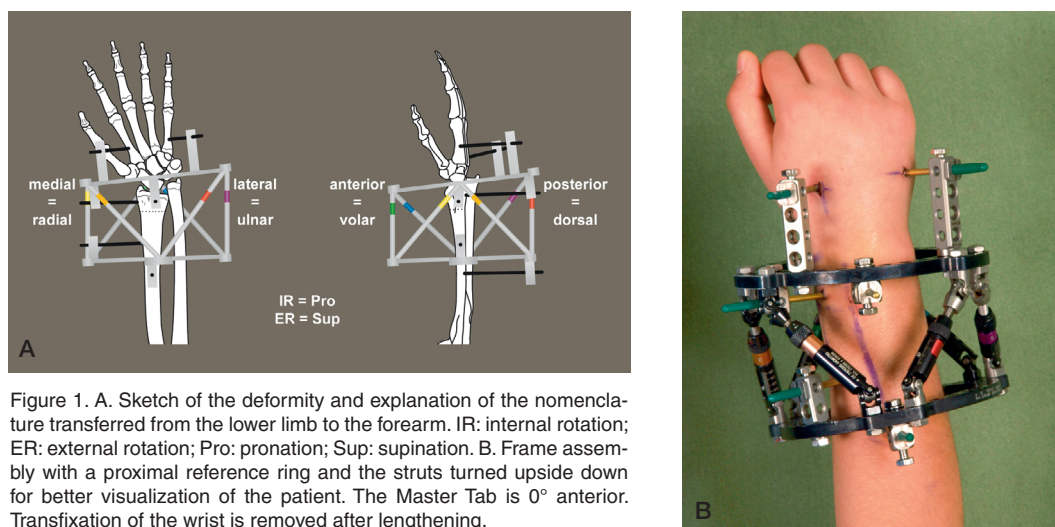 medial
=
radial
lateral
=
ulnar
anterior
=
volar
posterior
=
dorsal
IR = Pro
ER = Sup
A
B
Figure 1. A. Sketch of the deformity and explanation of the nomencla-
ture transferred from the lower limb to the forearm. IR: internal rotation;
ER: external rotation; Pro: pronation; Sup: supination. B. Frame assem-
bly with a proximal reference ring and the struts turned upside down
for better visualization of the patient. The Master Tab is 0° anterior.
Transfixation of the wrist is removed after lengthening.